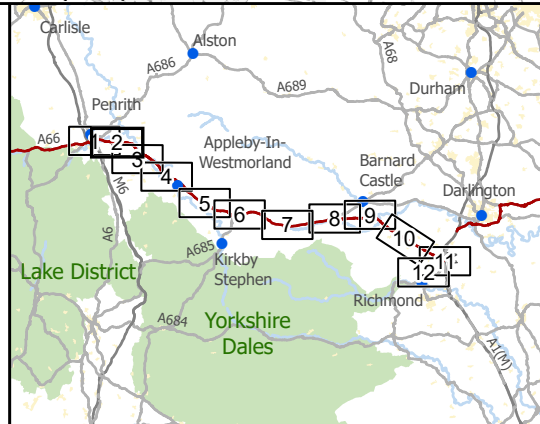 Carlisle
Alston
A68
A686
A689
Durham
Penrith
A66
1
2
3
Appleby-In-
Westmorland
4
M6
Barnard
Castle
Darlington
5
6
7
8
9
10
11
12
A6
A685
Kirkby
Stephen
Lake District
Richmond
A684
Yorkshire
Dales
A1(M)